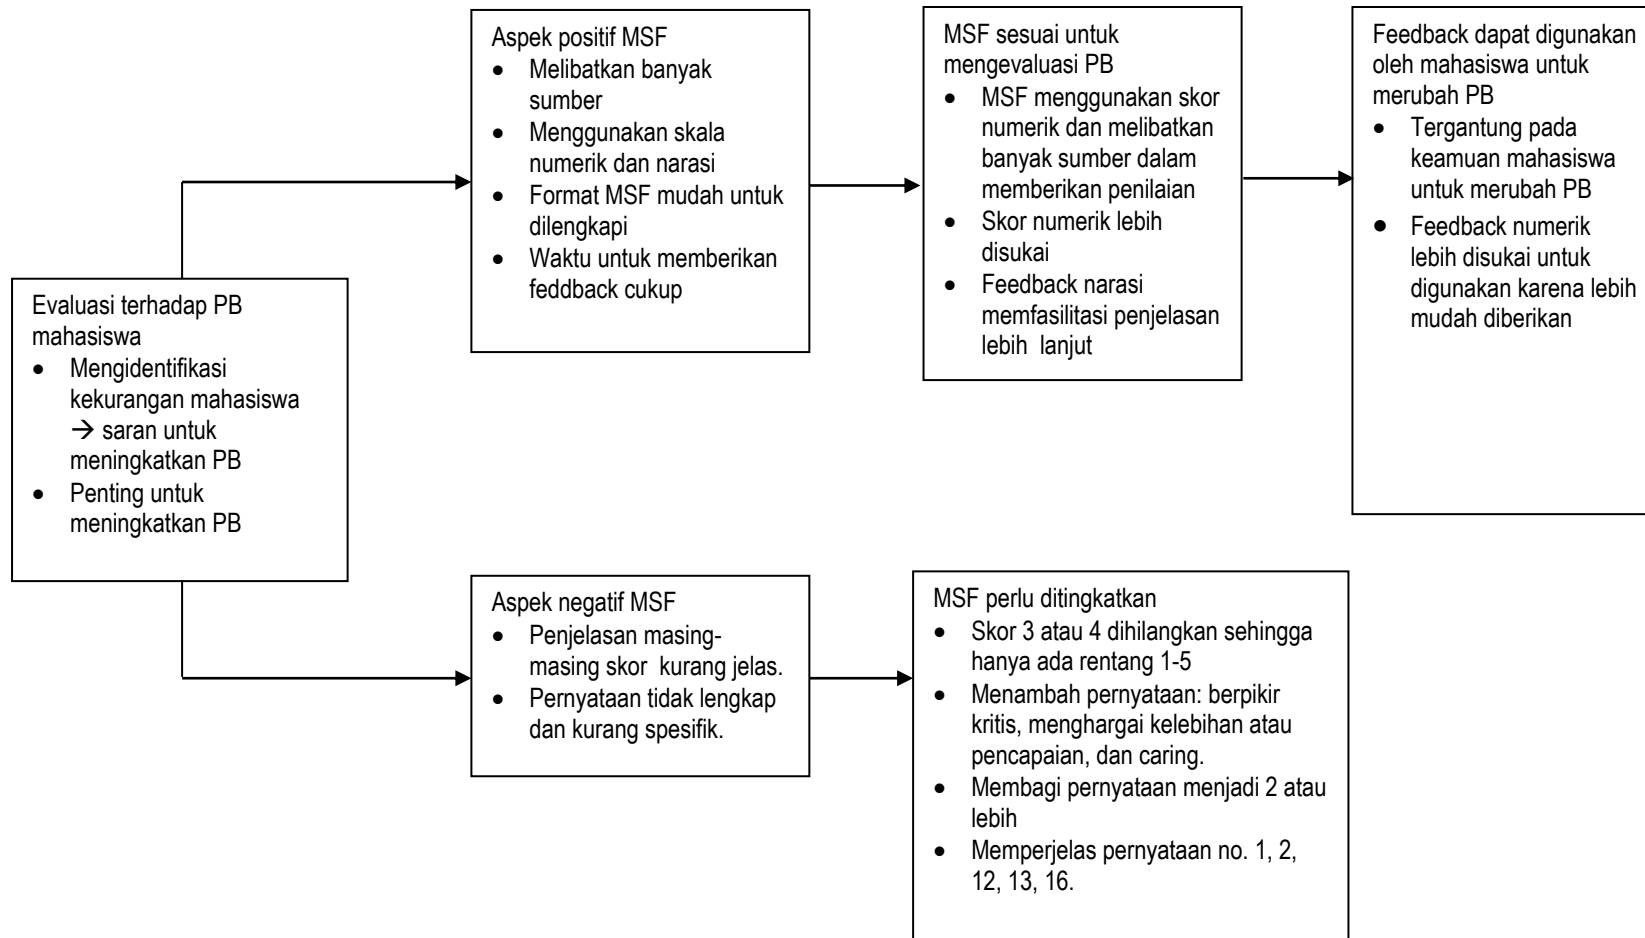 Evaluasi terhadap PB
mahasiswa
• Mengidentifikasi
kekurangan mahasiswa
→ saran untuk
meningkatkan PB
• Penting untuk
meningkatkan PB
Aspek positif MSF
• Melibatkan banyak
sumber
• Menggunakan skala
numerik dan narasi
• Format MSF mudah untuk
dilengkapi
• Waktu untuk memberikan
feddback cukup
MSF sesuai untuk
mengevaluasi PB
• MSF menggunakan skor
numerik dan melibatkan
banyak sumber dalam
memberikan penilaian
• Skor numerik lebih
disukai
• Feedback narasi
memfasilitasi penjelasan
lebih lanjut
Feedback dapat digunakan
oleh mahasiswa untuk
merubah PB
• Tergantung pada
keamuan mahasiswa
untuk merubah PB
• Feedback numerik
lebih disukai untuk
digunakan karena lebih
mudah diberikan
Aspek negatif MSF
• Penjelasan masing-
masing skor kurang jelas.
• Pernyataan tidak lengkap
dan kurang spesifik.
MSF perlu ditingkatkan
• Skor 3 atau 4 dihilangkan sehingga
hanya ada rentang 1-5
• Menambah pernyataan: berpikir
kritis, menghargai kelebihan atau
pencapaian, dan caring.
• Membagi pernyataan menjadi 2 atau
lebih
• Memperjelas pernyataan no. 1, 2,
12, 13, 16.